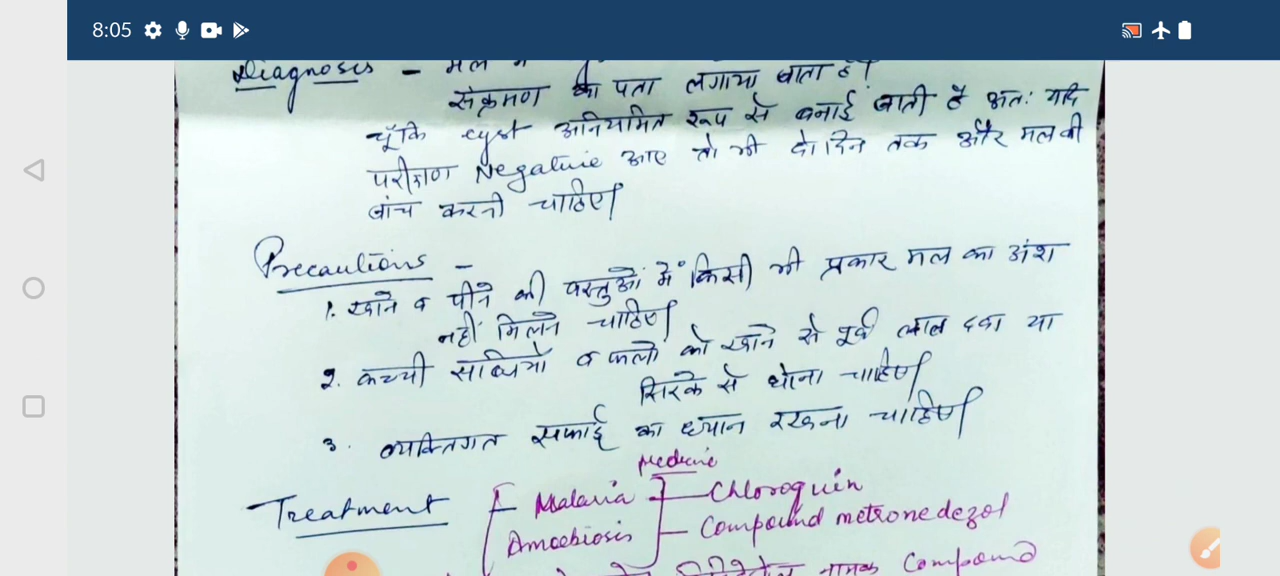 8:05
Diagnosis - मल में
संक्रमण का पता लगाया जाता है।
चूँकि cyst अनियमित रूप से बनाई जाती है अतः यदि
परीक्षण Negative आए तो भी दो दिन तक और मल की
जांच करनी चाहिए।
Precautions -
1. खाने व पीने की वस्तुओं में किसी भी प्रकार मल का अंश
नहीं मिलने चाहिए।
2. कच्ची सब्जियों व फलों को खाने से पूर्व लाल दवा या
सिरके से धोना चाहिए।
3. व्यक्तिगत सफाई का ध्यान रखना चाहिए।
medicine
Treatment Malaria - Chloroquin
Amoebiosis - Compound metronedezol
नामक Compound